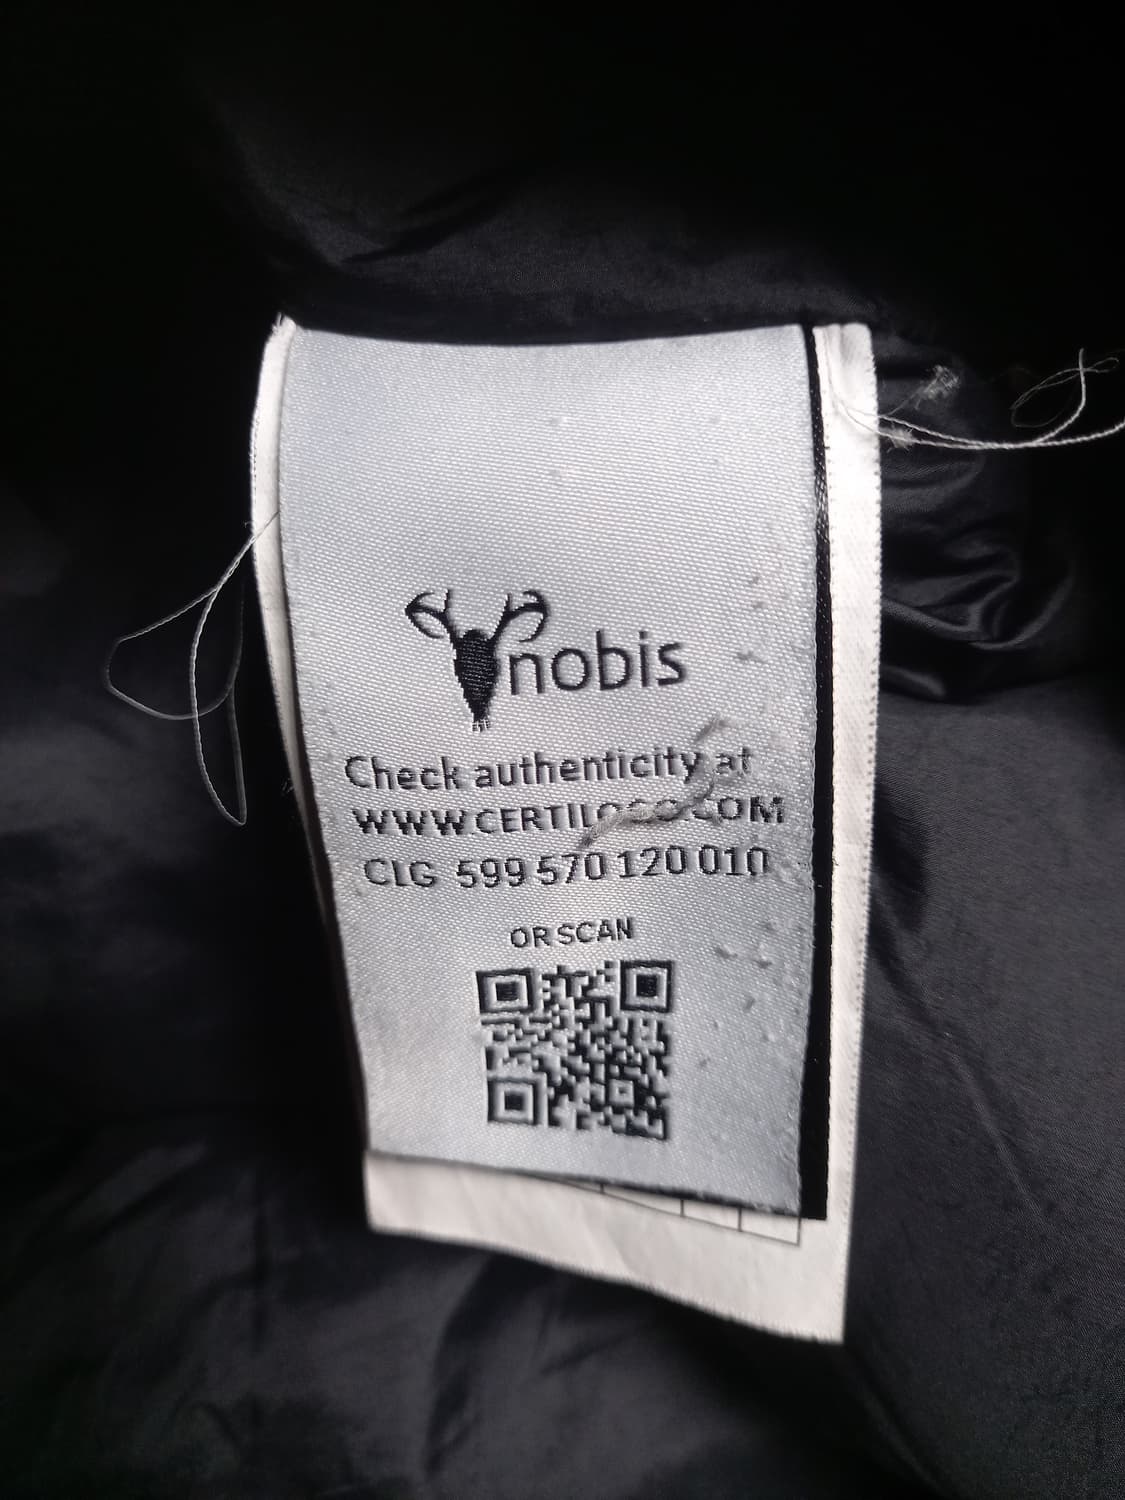 nobis
Check authenticity at
WWW.CERTILOGO.COM
CLG 599 570 120 010
OR SCAN